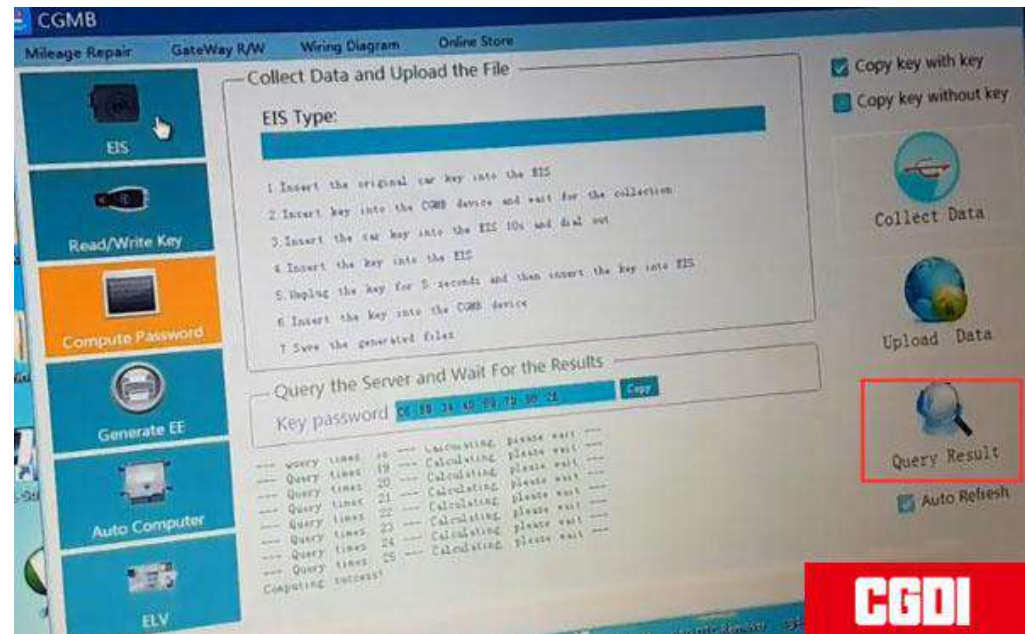 CGMB
Mileage Repair GateWay R/W Wiring Diagram Online Store
EIS
Read/Write Key
Compute Password
Generate EE
Auto Computer
ELV
Collect Data and Upload the File
EIS Type:
1 Insert the original car key into the EIS
2 Insert key into the CGMB device and wait for the collection
3.Insert the car key into the EIS 10s and dial out
4 Insert the key into the EIS
5.Unplug the key for 5 seconds and then insert the key into EIS
6 Insert the key into the CGMB device
7 Save the generated files
Query the Server and Wait For the Results
Key password
Copy
--- Query times 19 --- Calculating, please wait ---
--- Query times 20 --- Calculating, please wait ---
--- Query times 21 --- Calculating, please wait ---
--- Query times 22 --- Calculating, please wait ---
--- Query times 23 --- Calculating, please wait ---
--- Query times 24 --- Calculating, please wait ---
--- Query times 25 --- Calculating, please wait ---
Computing success!
Copy key with key
Copy key without key
Collect Data
Upload Data
Query Result
Auto Refresh
CGDI